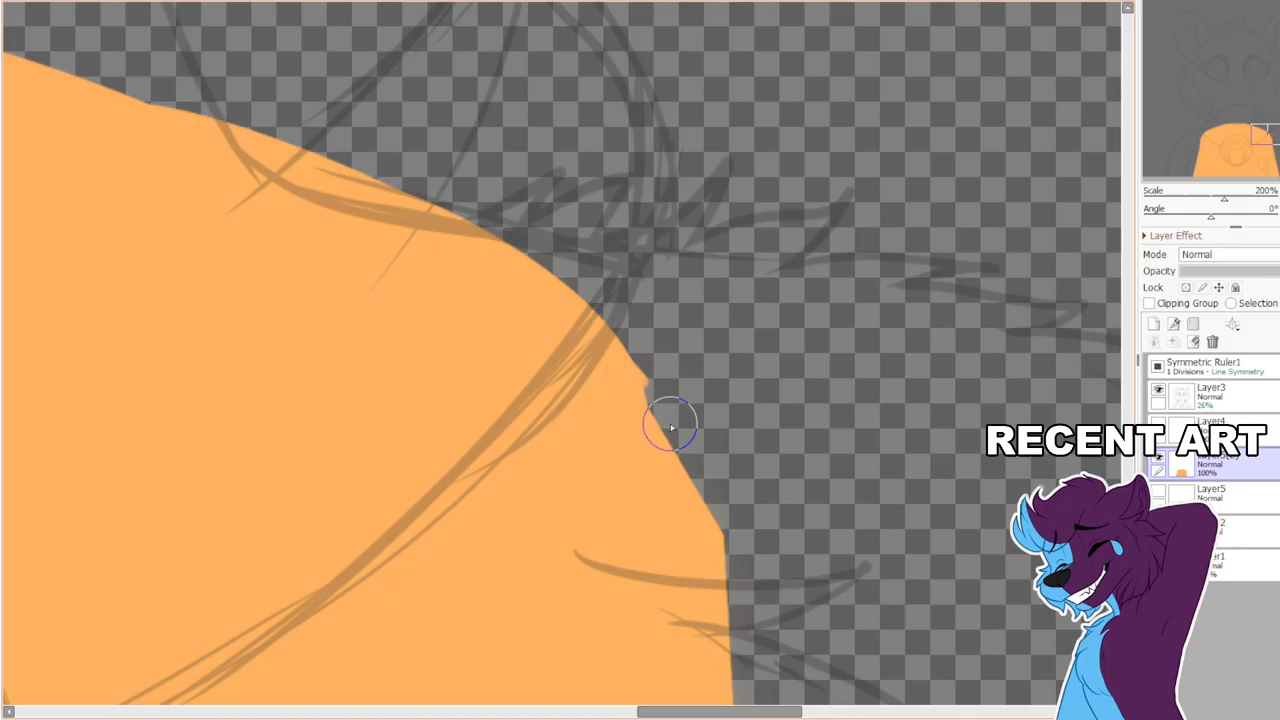 Scale 200%
Angle 0°
Layer Effect
Mode Normal
Opacity
Lock
Clipping Group Selection
Symmetric Ruler1
1 Divisions - Line Symmetry
Layer3
Normal
26%
Layer4
RECENT ART
Normal
100%
Layer5
Normal